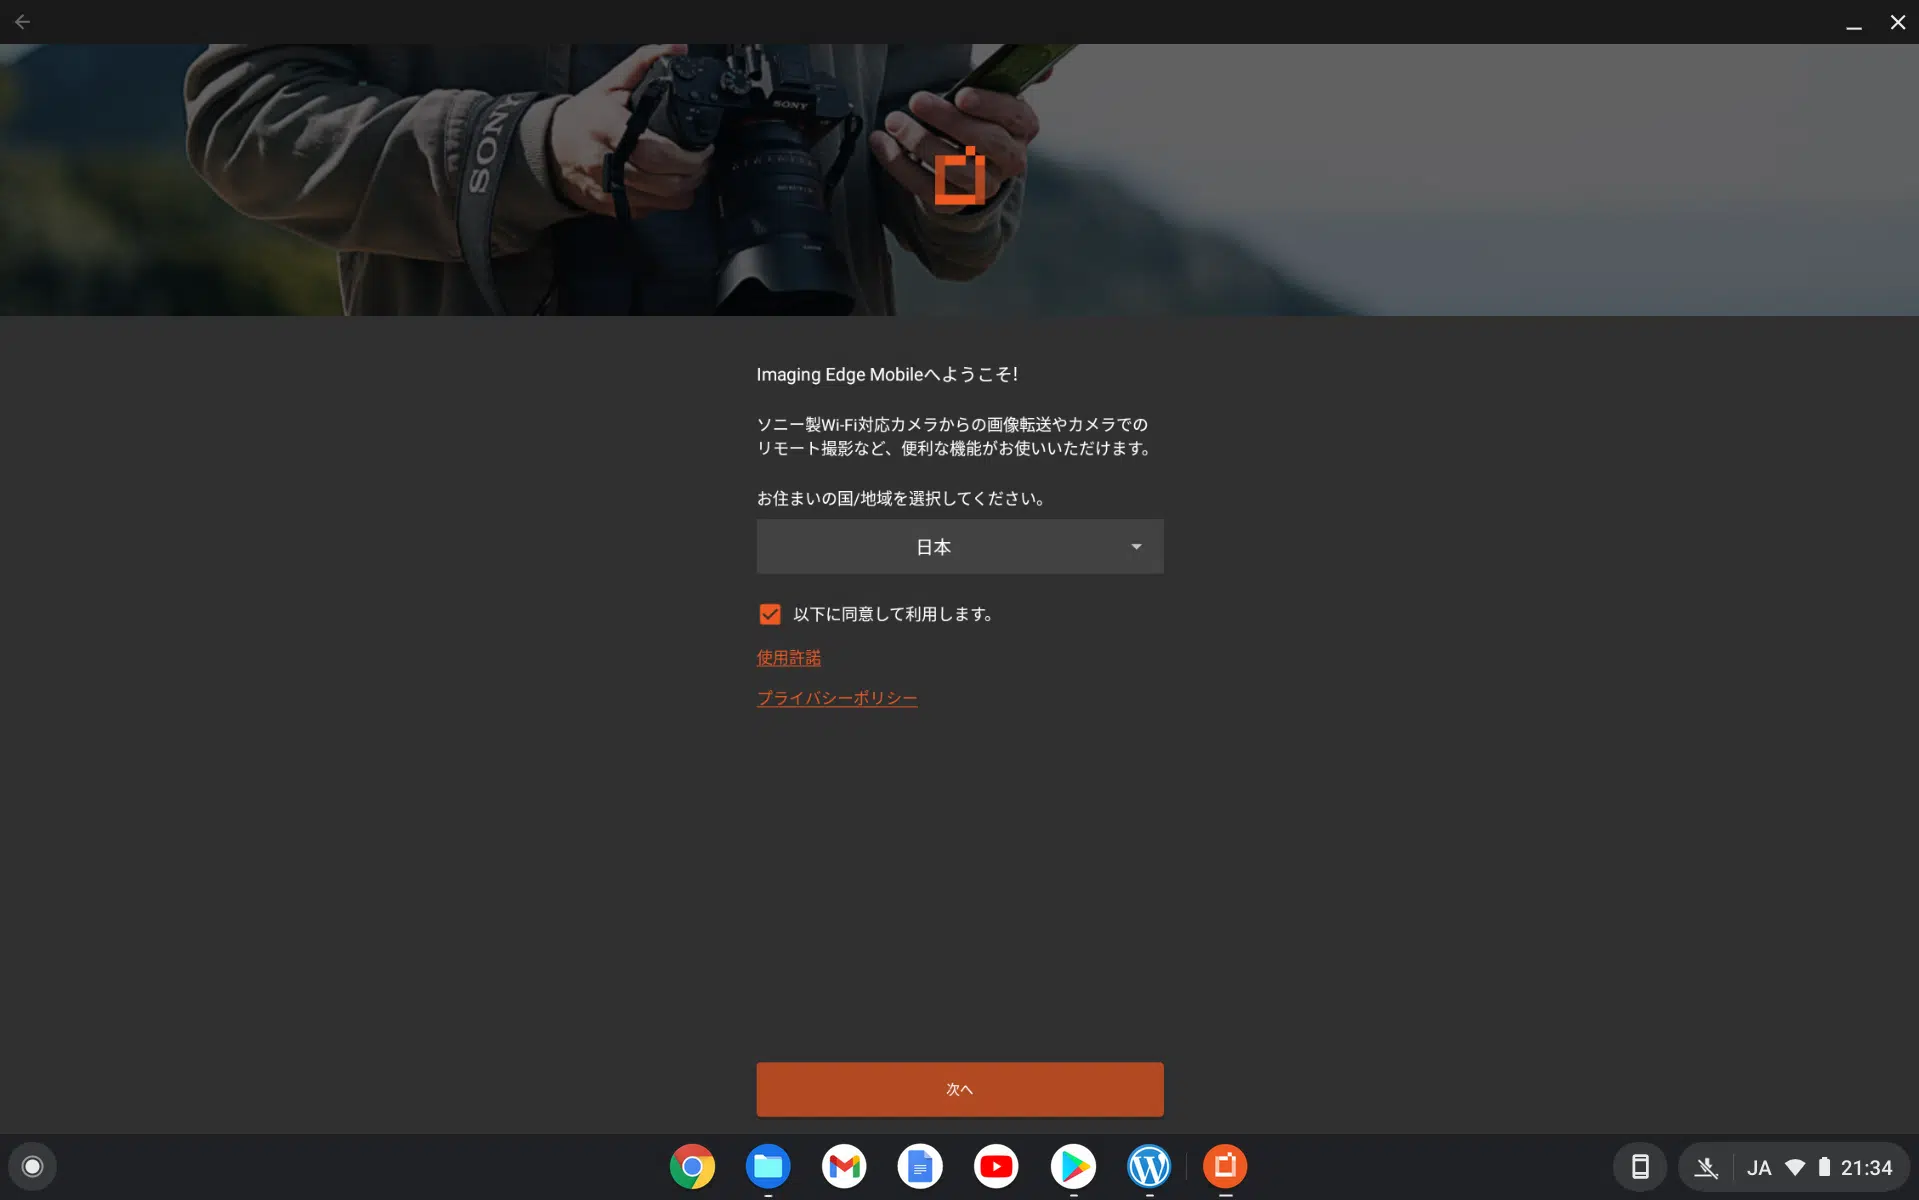 SONY
SONY
Imaging Edge Mobileへようこそ!
ソニー製Wi-Fi対応カメラからの画像転送やカメラでの
リモート撮影など、便利な機能がお使いいただけます。
お住まいの国/地域を選択してください。
日本
以下に同意して利用します。
使用許諾
プライバシーポリシー
次へ
JA 21:34